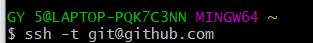 GY 5@LAPTOP-PQK7C3NN MINGW64 ~
$ ssh -t git@github.com